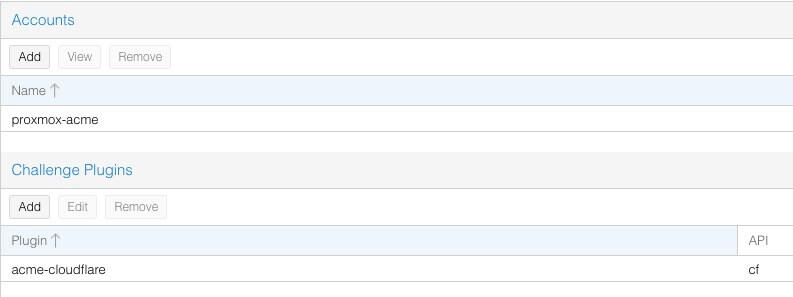 Accounts
Add View Remove
Name
proxmox-acme
Challenge Plugins
Add Edit Remove
Plugin API
acme-cloudflare cf